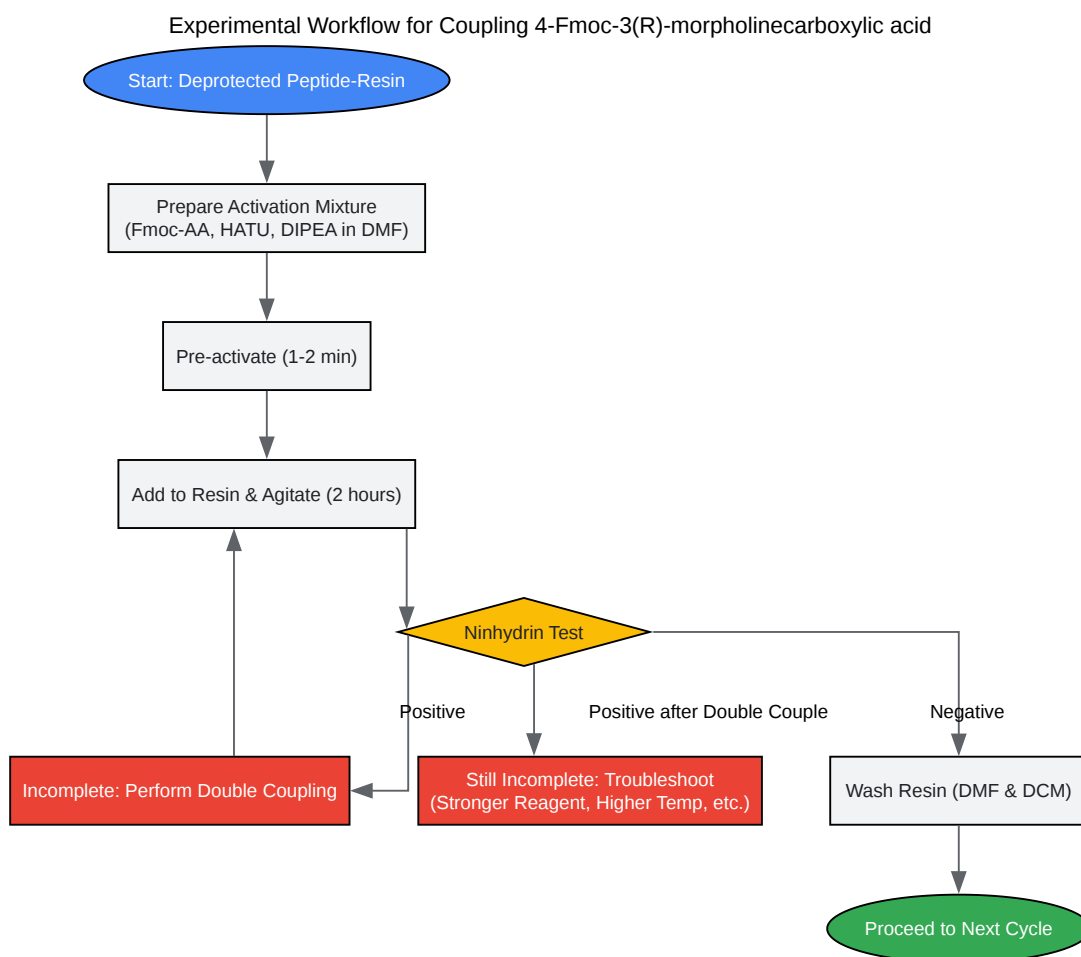 Experimental Workflow for Coupling 4-Fmoc-3(R)-morpholinecarboxylic acid
Start: Deprotected Peptide-Resin
Prepare Activation Mixture
(Fmoc-AA, HATU, DIPEA in DMF)
Pre-activate (1-2 min)
Add to Resin & Agitate (2 hours)
Ninhydrin Test
Positive
Positive after Double Couple
Negative
Incomplete: Perform Double Coupling
Still Incomplete: Troubleshoot
(Stronger Reagent, Higher Temp, etc.)
Wash Resin (DMF & DCM)
Proceed to Next Cycle